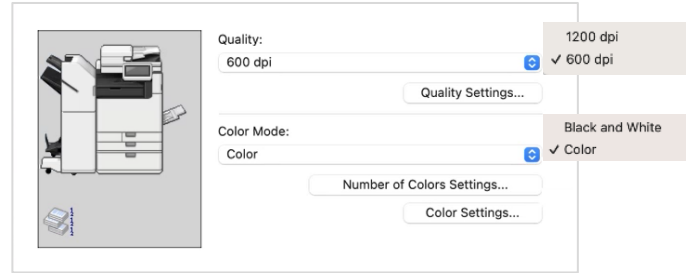 Quality:
600 dpi
1200 dpi
✓ 600 dpi
Quality Settings...
Color Mode:
Color
Black and White
✓ Color
Number of Colors Settings...
Color Settings...